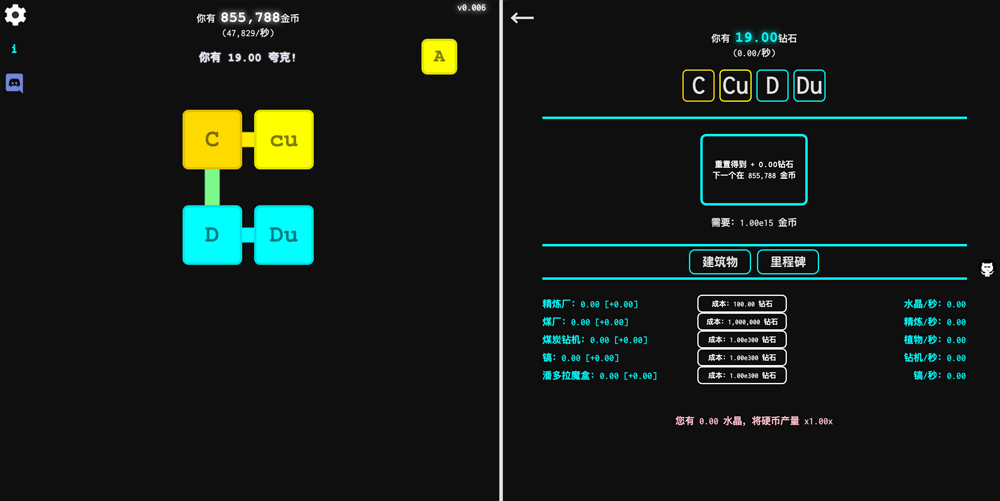 v0.006
你有 855,788金币
(47,829/秒)
i
你有 19.00 夸克!
A
C
cu
D
Du
你有 19.00钻石
(0.00/秒)
C Cu D Du
重置得到 + 0.00钻石
下一个在 855,788 金币
需要: 1.00e15 金币
建筑物 里程碑
精炼厂: 0.00 [+0.00] 成本: 100.00 钻石 水晶/秒: 0.00
煤厂: 0.00 [+0.00] 成本: 1,000,000 钻石 精炼/秒: 0.00
煤炭钻机: 0.00 [+0.00] 成本: 1.00e300 钻石 植物/秒: 0.00
镐: 0.00 [+0.00] 成本: 1.00e300 钻石 钻机/秒: 0.00
潘多拉魔盒: 0.00 [+0.00] 成本: 1.00e300 钻石 镐/秒: 0.00
您有 0.00 水晶, 将硬币产量 x1.00x